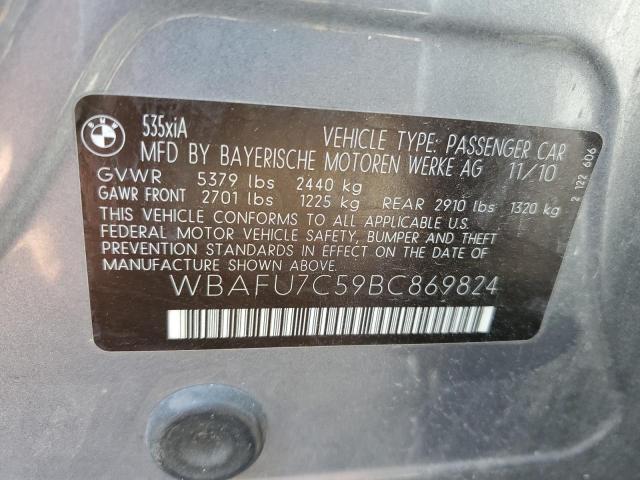 BMW
535xiA
VEHICLE TYPE: PASSENGER CAR
MFD BY BAYERISCHE MOTOREN WERKE AG 11/10
GVWR 5379 lbs 2440 kg
GAWR FRONT 2701 lbs 1225 kg REAR 2910 lbs 1320 kg
THIS VEHICLE CONFORMS TO ALL APPLICABLE U.S.
FEDERAL MOTOR VEHICLE SAFETY, BUMPER AND THEFT
PREVENTION STANDARDS IN EFFECT ON THE DATE OF
MANUFACTURE SHOWN ABOVE.
WBAFU7C59BC869824
2 122 606